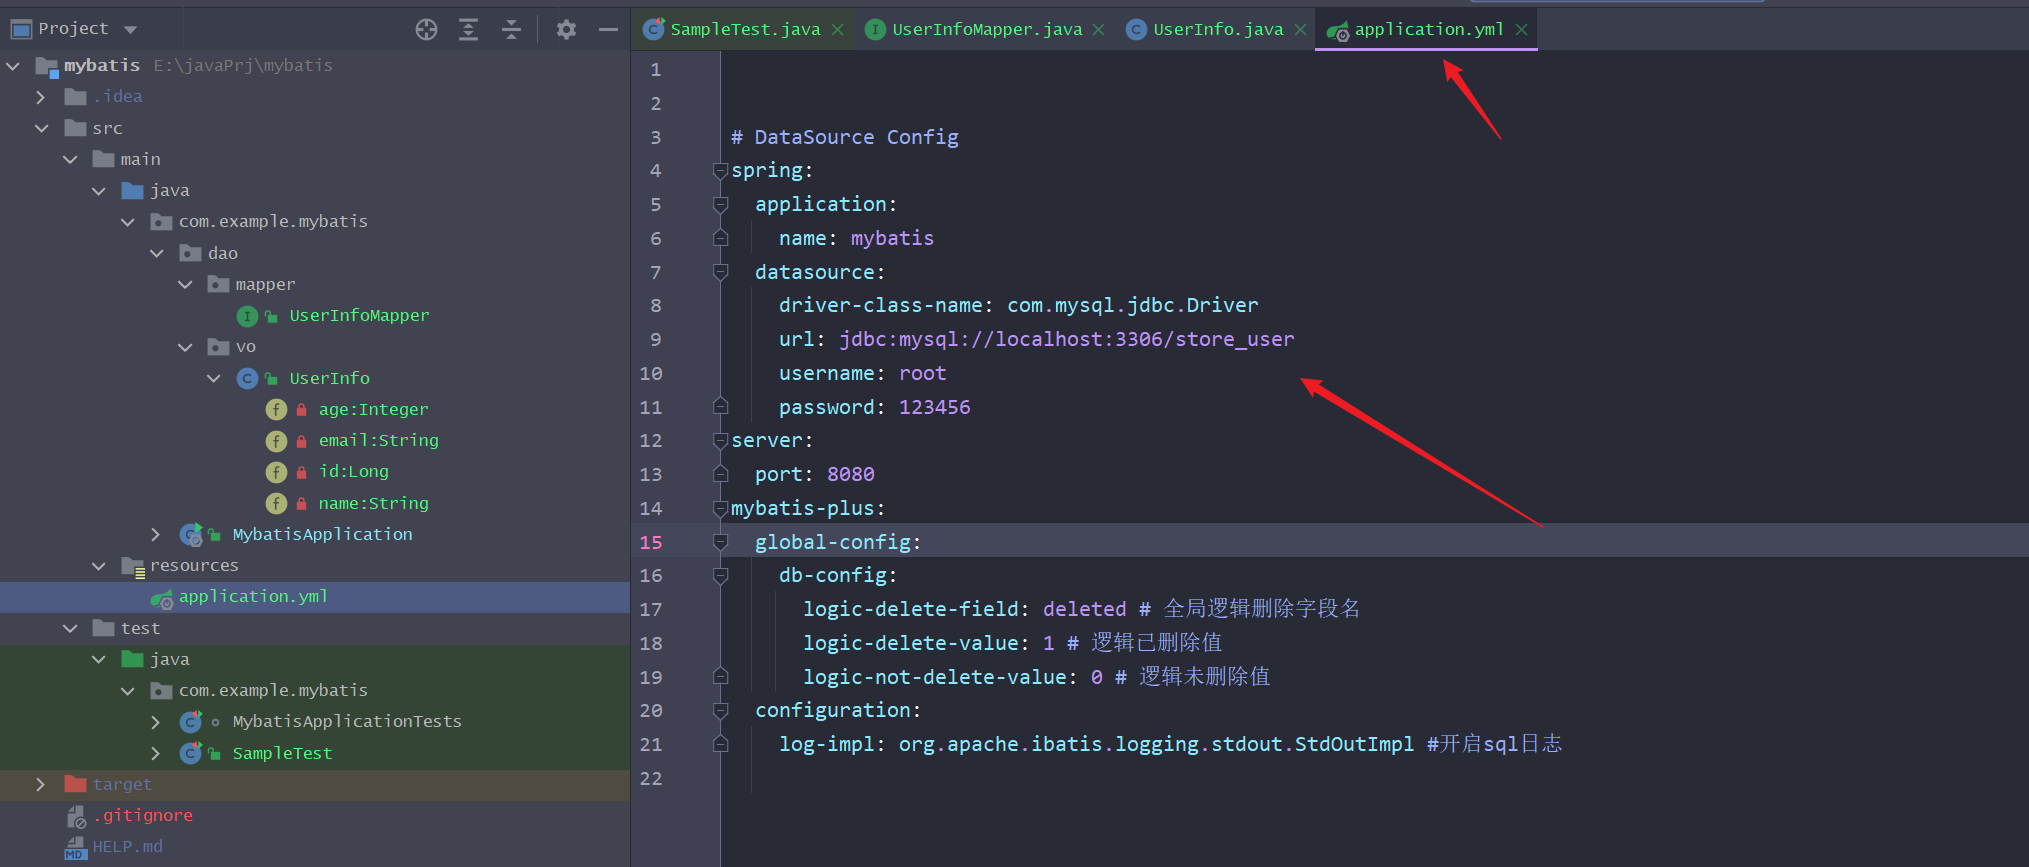 Project
mybatis E:\javaPrj\mybatis
.idea
src
main
java
com.example.mybatis
dao
mapper
I UserInfoMapper
vo
C UserInfo
f age:Integer
f email:String
f id:Long
f name:String
MybatisApplication
resources
application.yml
test
java
com.example.mybatis
C MybatisApplicationTests
C SampleTest
target
.gitignore
MD HELP.md
C SampleTest.java I UserInfoMapper.java C UserInfo.java application.yml
1
2
3 # DataSource Config
4 spring:
5 application:
6 name: mybatis
7 datasource:
8 driver-class-name: com.mysql.jdbc.Driver
9 url: jdbc:mysql://localhost:3306/store_user
10 username: root
11 password: 123456
12 server:
13 port: 8080
14 mybatis-plus:
15 global-config:
16 db-config:
17 logic-delete-field: deleted # 全局逻辑删除字段名
18 logic-delete-value: 1 # 逻辑已删除值
19 logic-not-delete-value: 0 # 逻辑未删除值
20 configuration:
21 log-impl: org.apache.ibatis.logging.stdout.StdOutImpl #开启sql日志
22